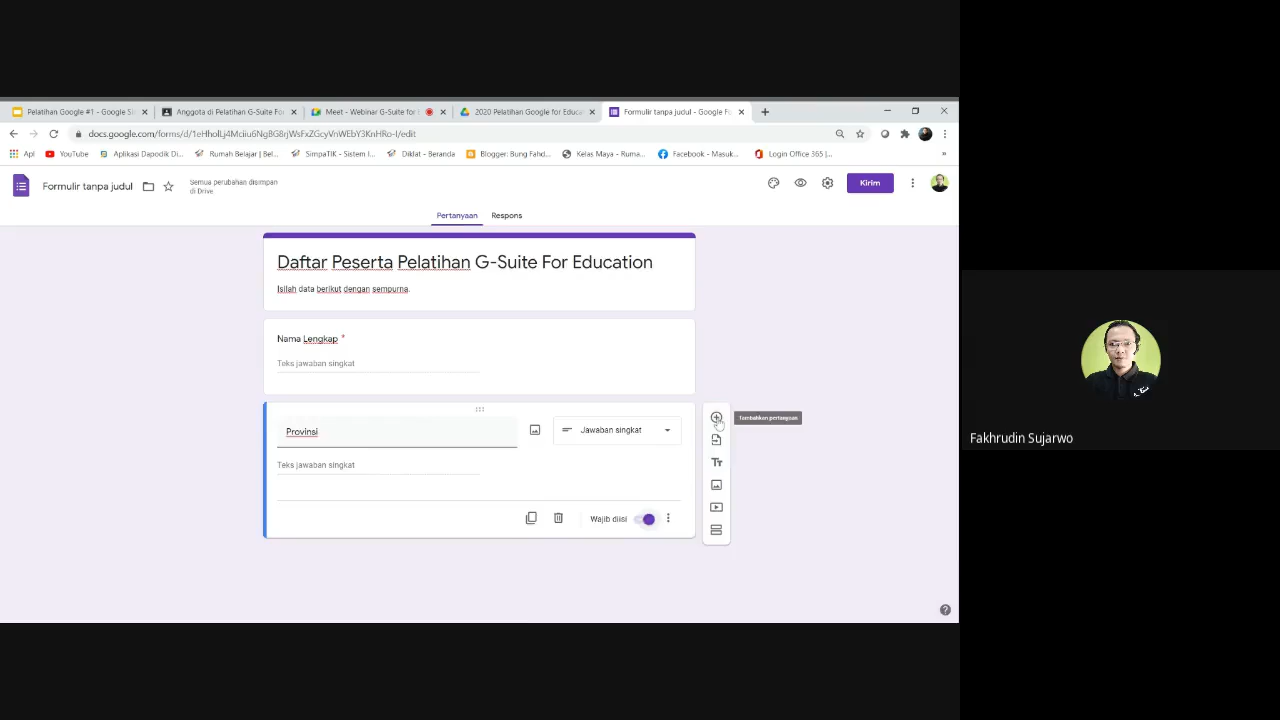 Pelatihan Google #1 - Google Sl
Anggota di Pelatihan G-Suite Fo
Meet - Webinar G-Suite for
2020 Pelatihan Google for Educa
Formulir tanpa judul - Google Fo
docs.google.com/forms/d/
/edit
Apl
YouTube
Aplikasi Dapodik Di...
Rumah Belajar | Bel...
SimpaTIK - Sistem I...
Diklat - Beranda
Blogger: Bung Fahd...
Kelas Maya - Ruma...
Facebook - Masuk...
Login Office 365 |...
»
Formulir tanpa judul
Semua perubahan disimpan
di Drive
Kirim
Pertanyaan
Respons
Daftar Peserta Pelatihan G-Suite For Education
Isilah data berikut dengan sempurna.
Nama Lengkap *
Teks jawaban singkat
Provinsi
Jawaban singkat
Teks jawaban singkat
Wajib diisi
Tambahkan pertanyaan
Tт
Fakhrudin Sujarwo